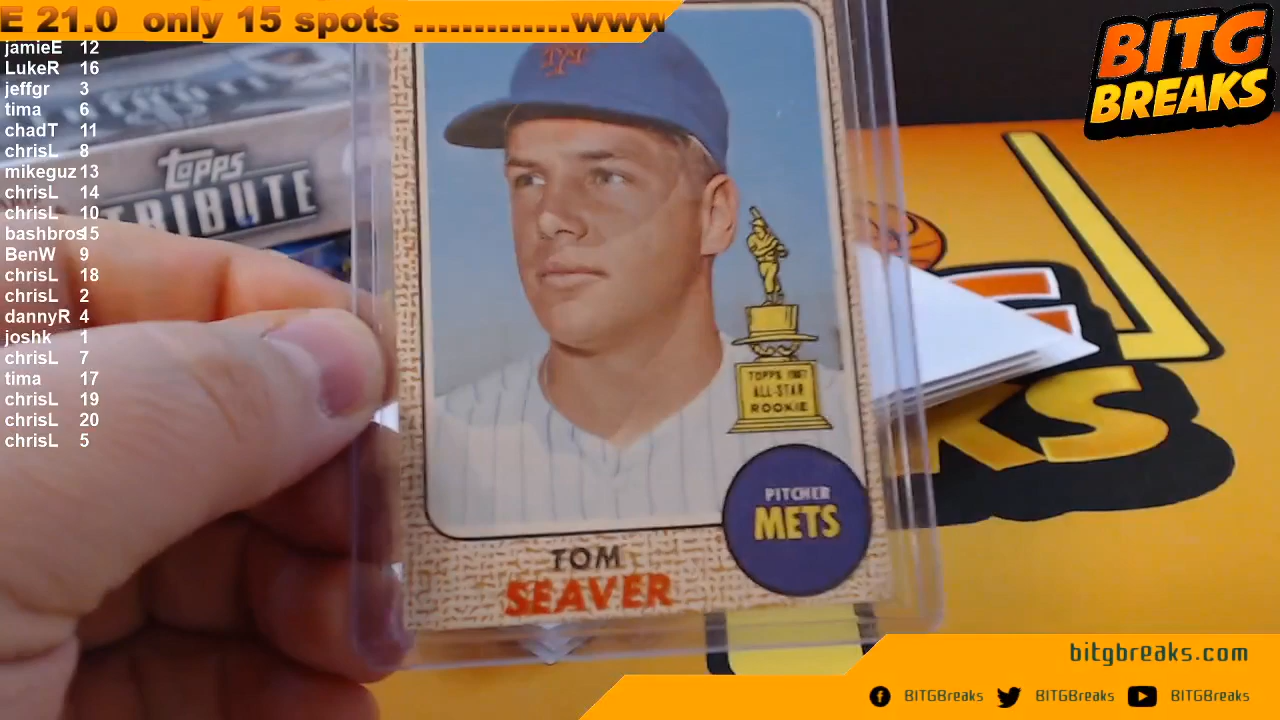 E 21.0 only 15 spots .............www
BITG
BREAKS
jamieE 12
LukeR 16
jeffgr 3
tima 6
chadT 11
chrisL 8
mikeguz 13
chrisL 14
chrisL 10
bashbros 15
BenW 9
chrisL 18
chrisL 2
dannyR 4
joshk 1
chrisL 7
tima 17
chrisL 19
chrisL 20
chrisL 5
TOPPS
TRIBUTE
TOPPS 1967
ALL-STAR
ROOKIE
PITCHER
METS
TOM
SEAVER
bitgbreaks.com
BITGBreaks BITGBreaks BITGBreaks